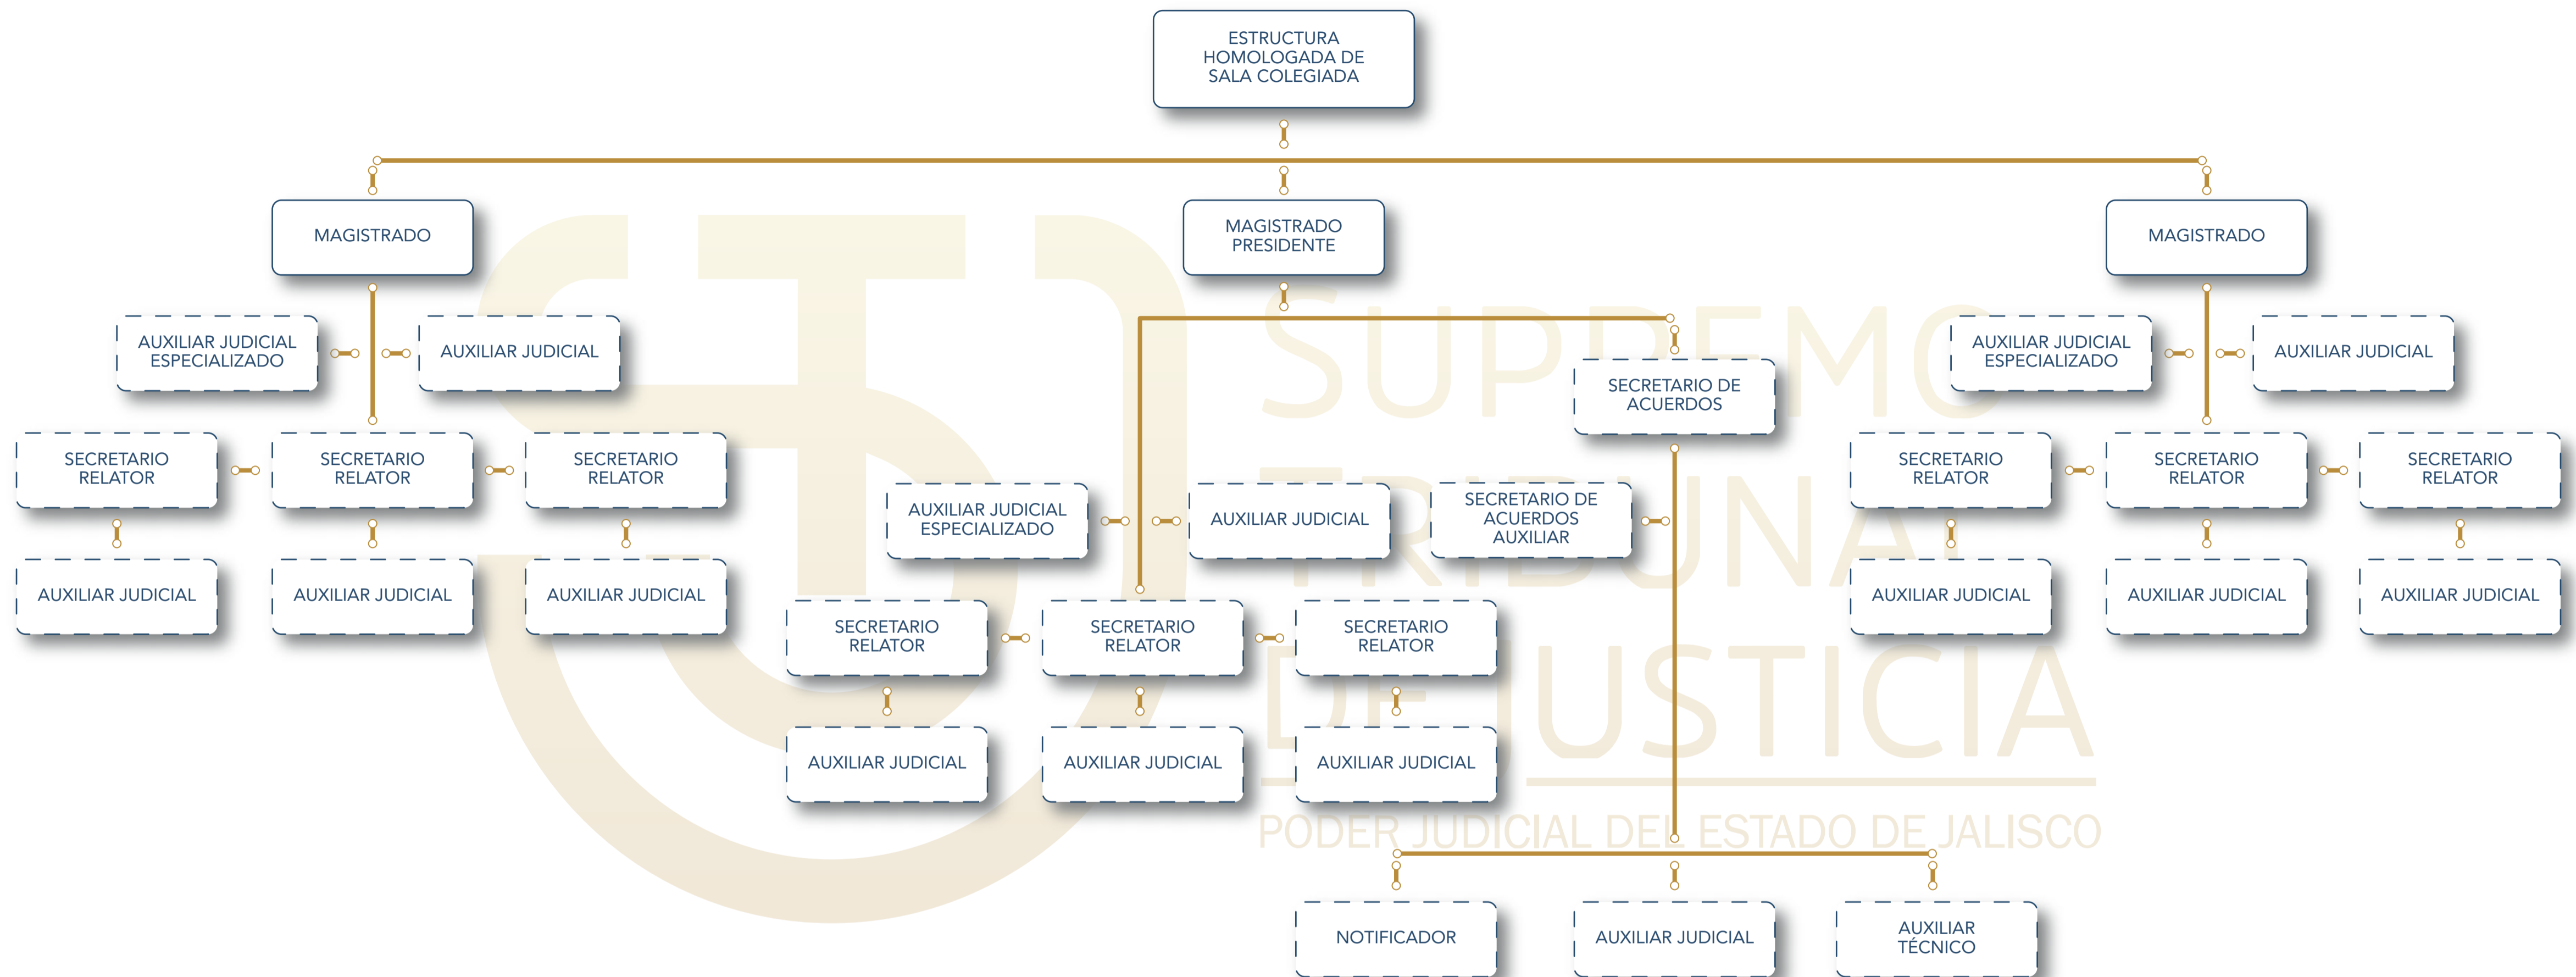 ESTRUCTURA
HOMOLOGADA DE
SALA COLEGIADA
MAGISTRADO
MAGISTRADO
PRESIDENTE
MAGISTRADO
AUXILIAR JUDICIAL
ESPECIALIZADO
AUXILIAR JUDICIAL
SECRETARIO
RELATOR
SECRETARIO
RELATOR
SECRETARIO
RELATOR
AUXILIAR JUDICIAL
AUXILIAR JUDICIAL
AUXILIAR JUDICIAL
SECRETARIO DE
ACUERDOS
AUXILIAR JUDICIAL
ESPECIALIZADO
AUXILIAR JUDICIAL
SECRETARIO DE
ACUERDOS
AUXILIAR
SECRETARIO
RELATOR
SECRETARIO
RELATOR
SECRETARIO
RELATOR
AUXILIAR JUDICIAL
AUXILIAR JUDICIAL
AUXILIAR JUDICIAL
NOTIFICADOR
AUXILIAR JUDICIAL
AUXILIAR
TÉCNICO
AUXILIAR JUDICIAL
ESPECIALIZADO
AUXILIAR JUDICIAL
SECRETARIO
RELATOR
SECRETARIO
RELATOR
SECRETARIO
RELATOR
AUXILIAR JUDICIAL
AUXILIAR JUDICIAL
AUXILIAR JUDICIAL
SUPREMO
TRIBUNAL
DE JUSTICIA
PODER JUDICIAL DEL ESTADO DE JALISCO